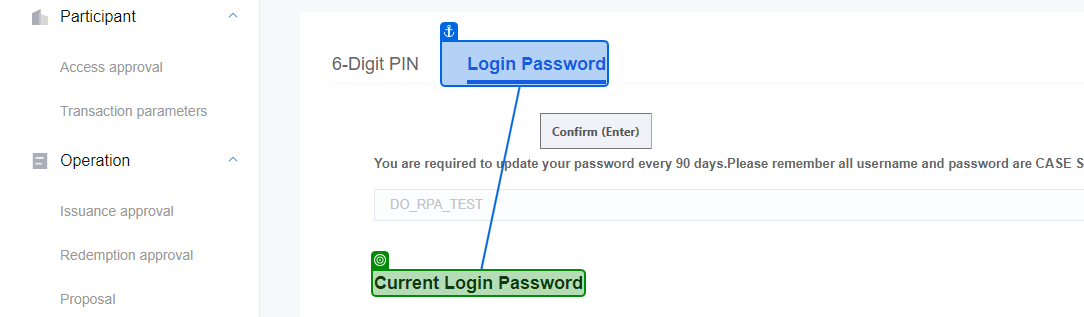 Participant
Access approval
Transaction parameters
Operation
Issuance approval
Redemption approval
Proposal
6-Digit PIN
Login Password
Confirm (Enter)
You are required to update your password every 90 days.Please remember all username and password are CASE S
DO_RPA_TEST
Current Login Password